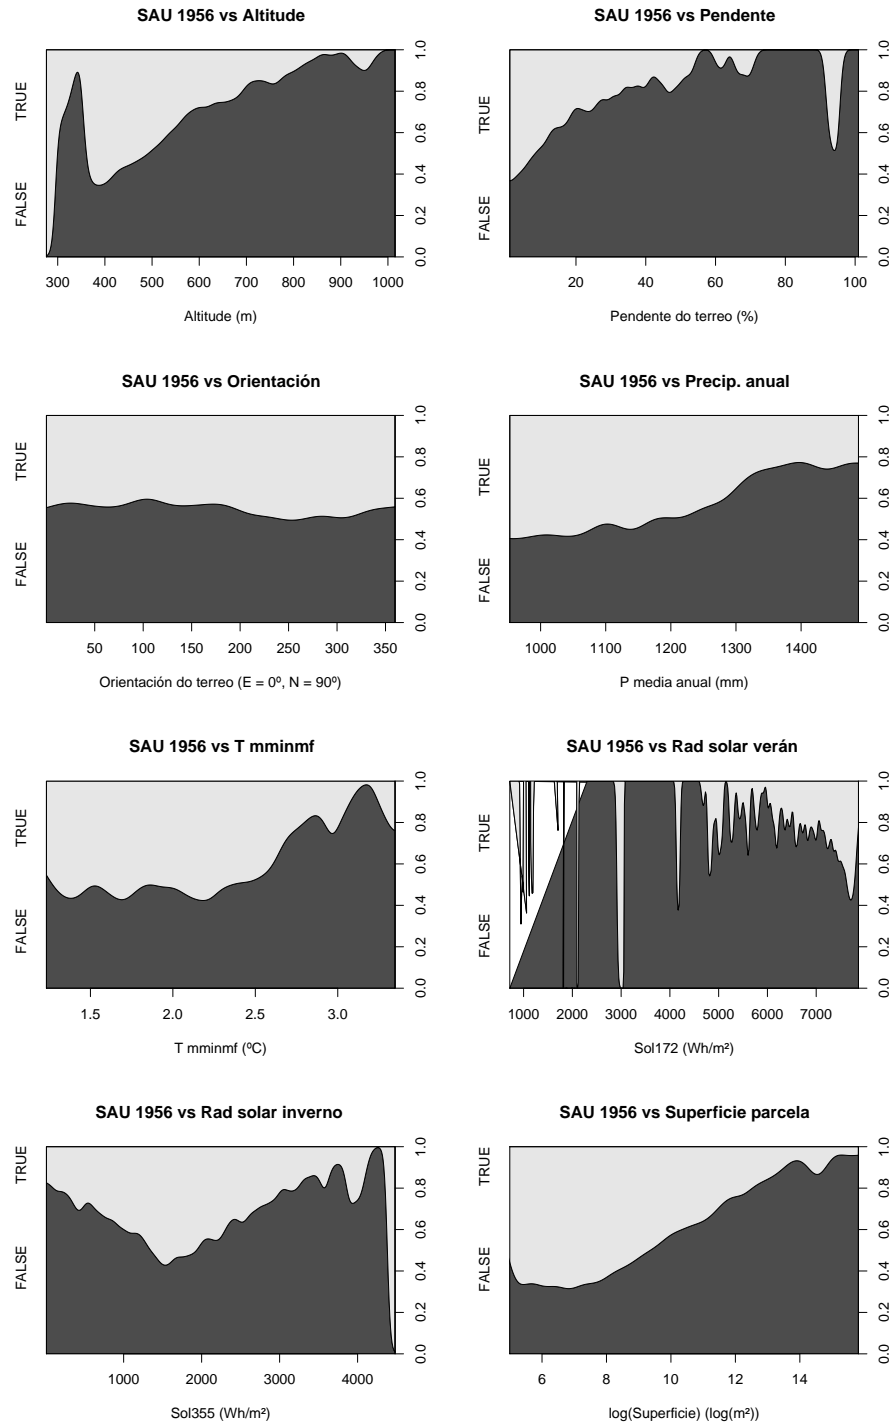 SAU 1956 vs Altitude
FALSE TRUE
0.0 0.2 0.4 0.6 0.8 1.0
300 400 500 600 700 800 900 1000
Altitude (m)
SAU 1956 vs Pendente
FALSE TRUE
0.0 0.2 0.4 0.6 0.8 1.0
20 40 60 80 100
Pendente do terreo (%)
SAU 1956 vs Orientación
FALSE TRUE
0.0 0.2 0.4 0.6 0.8 1.0
50 100 150 200 250 300 350
Orientación do terreo (E = 0º, N = 90º)
SAU 1956 vs Precip. anual
FALSE TRUE
0.0 0.2 0.4 0.6 0.8 1.0
1000 1100 1200 1300 1400
P media anual (mm)
SAU 1956 vs T mminmf
FALSE TRUE
0.0 0.2 0.4 0.6 0.8 1.0
1.5 2.0 2.5 3.0
T mminmf (ºC)
SAU 1956 vs Rad solar verán
FALSE TRUE
0.0 0.2 0.4 0.6 0.8 1.0
1000 2000 3000 4000 5000 6000 7000
Sol172 (Wh/m²)
SAU 1956 vs Rad solar inverno
FALSE TRUE
0.0 0.2 0.4 0.6 0.8 1.0
1000 2000 3000 4000
Sol355 (Wh/m²)
SAU 1956 vs Superficie parcela
FALSE TRUE
0.0 0.2 0.4 0.6 0.8 1.0
6 8 10 12 14
log(Superficie) (log(m²))